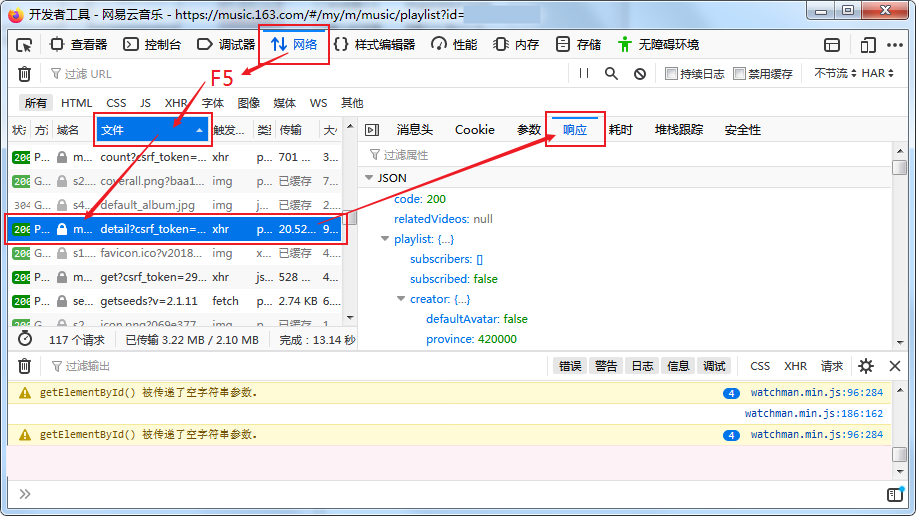 开发者工具 - 网易云音乐 - https://music.163.com/#/my/m/music/playlist?id=
查看器 控制台 调试器 网络 样式编辑器 性能 内存 存储 无障碍环境
过滤 URL 持续日志 禁用缓存 不节流 HAR
F5
所有 HTML CSS JS XHR 字体 图像 媒体 WS 其他
状 方 域名 文件 触发... 类 传输 大 消息头 Cookie 参数 响应 耗时 堆栈跟踪 安全性
200 P... m... count?csrf_token=... xhr p... 701 ... 3...
200 G... s2... coverall.png?baa1... img p... 已缓存 7...
304 G... s4... default_album.jpg img j... 已缓存 2...
200 P... m... detail?csrf_token=... xhr p... 20.52... 9...
200 G... s1... favicon.ico?v2018... img x... 已缓存 4...
200 P... m... get?csrf_token=29... xhr js... 528 ... 4...
200 P... se... getseeds?v=2.1.11 fetch p... 2.74 KB 6...
200 G... s2... icon.png?069e377... img p... 已缓存 1...
过滤属性
JSON
code: 200
relatedVideos: null
playlist: {...}
subscribers: []
subscribed: false
creator: {...}
defaultAvatar: false
province: 420000
117 个请求 已传输 3.22 MB / 2.10 MB 完成：13.14 秒
过滤输出 错误 警告 日志 信息 调试 CSS XHR 请求
getElementById() 被传递了空字符串参数. 4 watchman.min.js:96:284
watchman.min.js:186:162
getElementById() 被传递了空字符串参数. 4 watchman.min.js:96:284